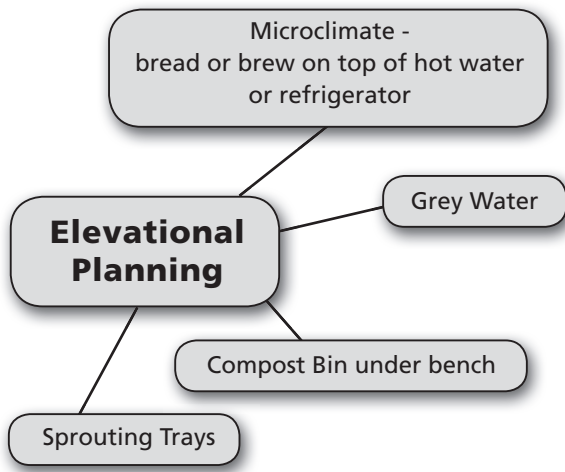 Microclimate -
bread or brew on top of hot water
or refrigerator
Grey Water
Elevational
Planning
Compost Bin under bench
Sprouting Trays